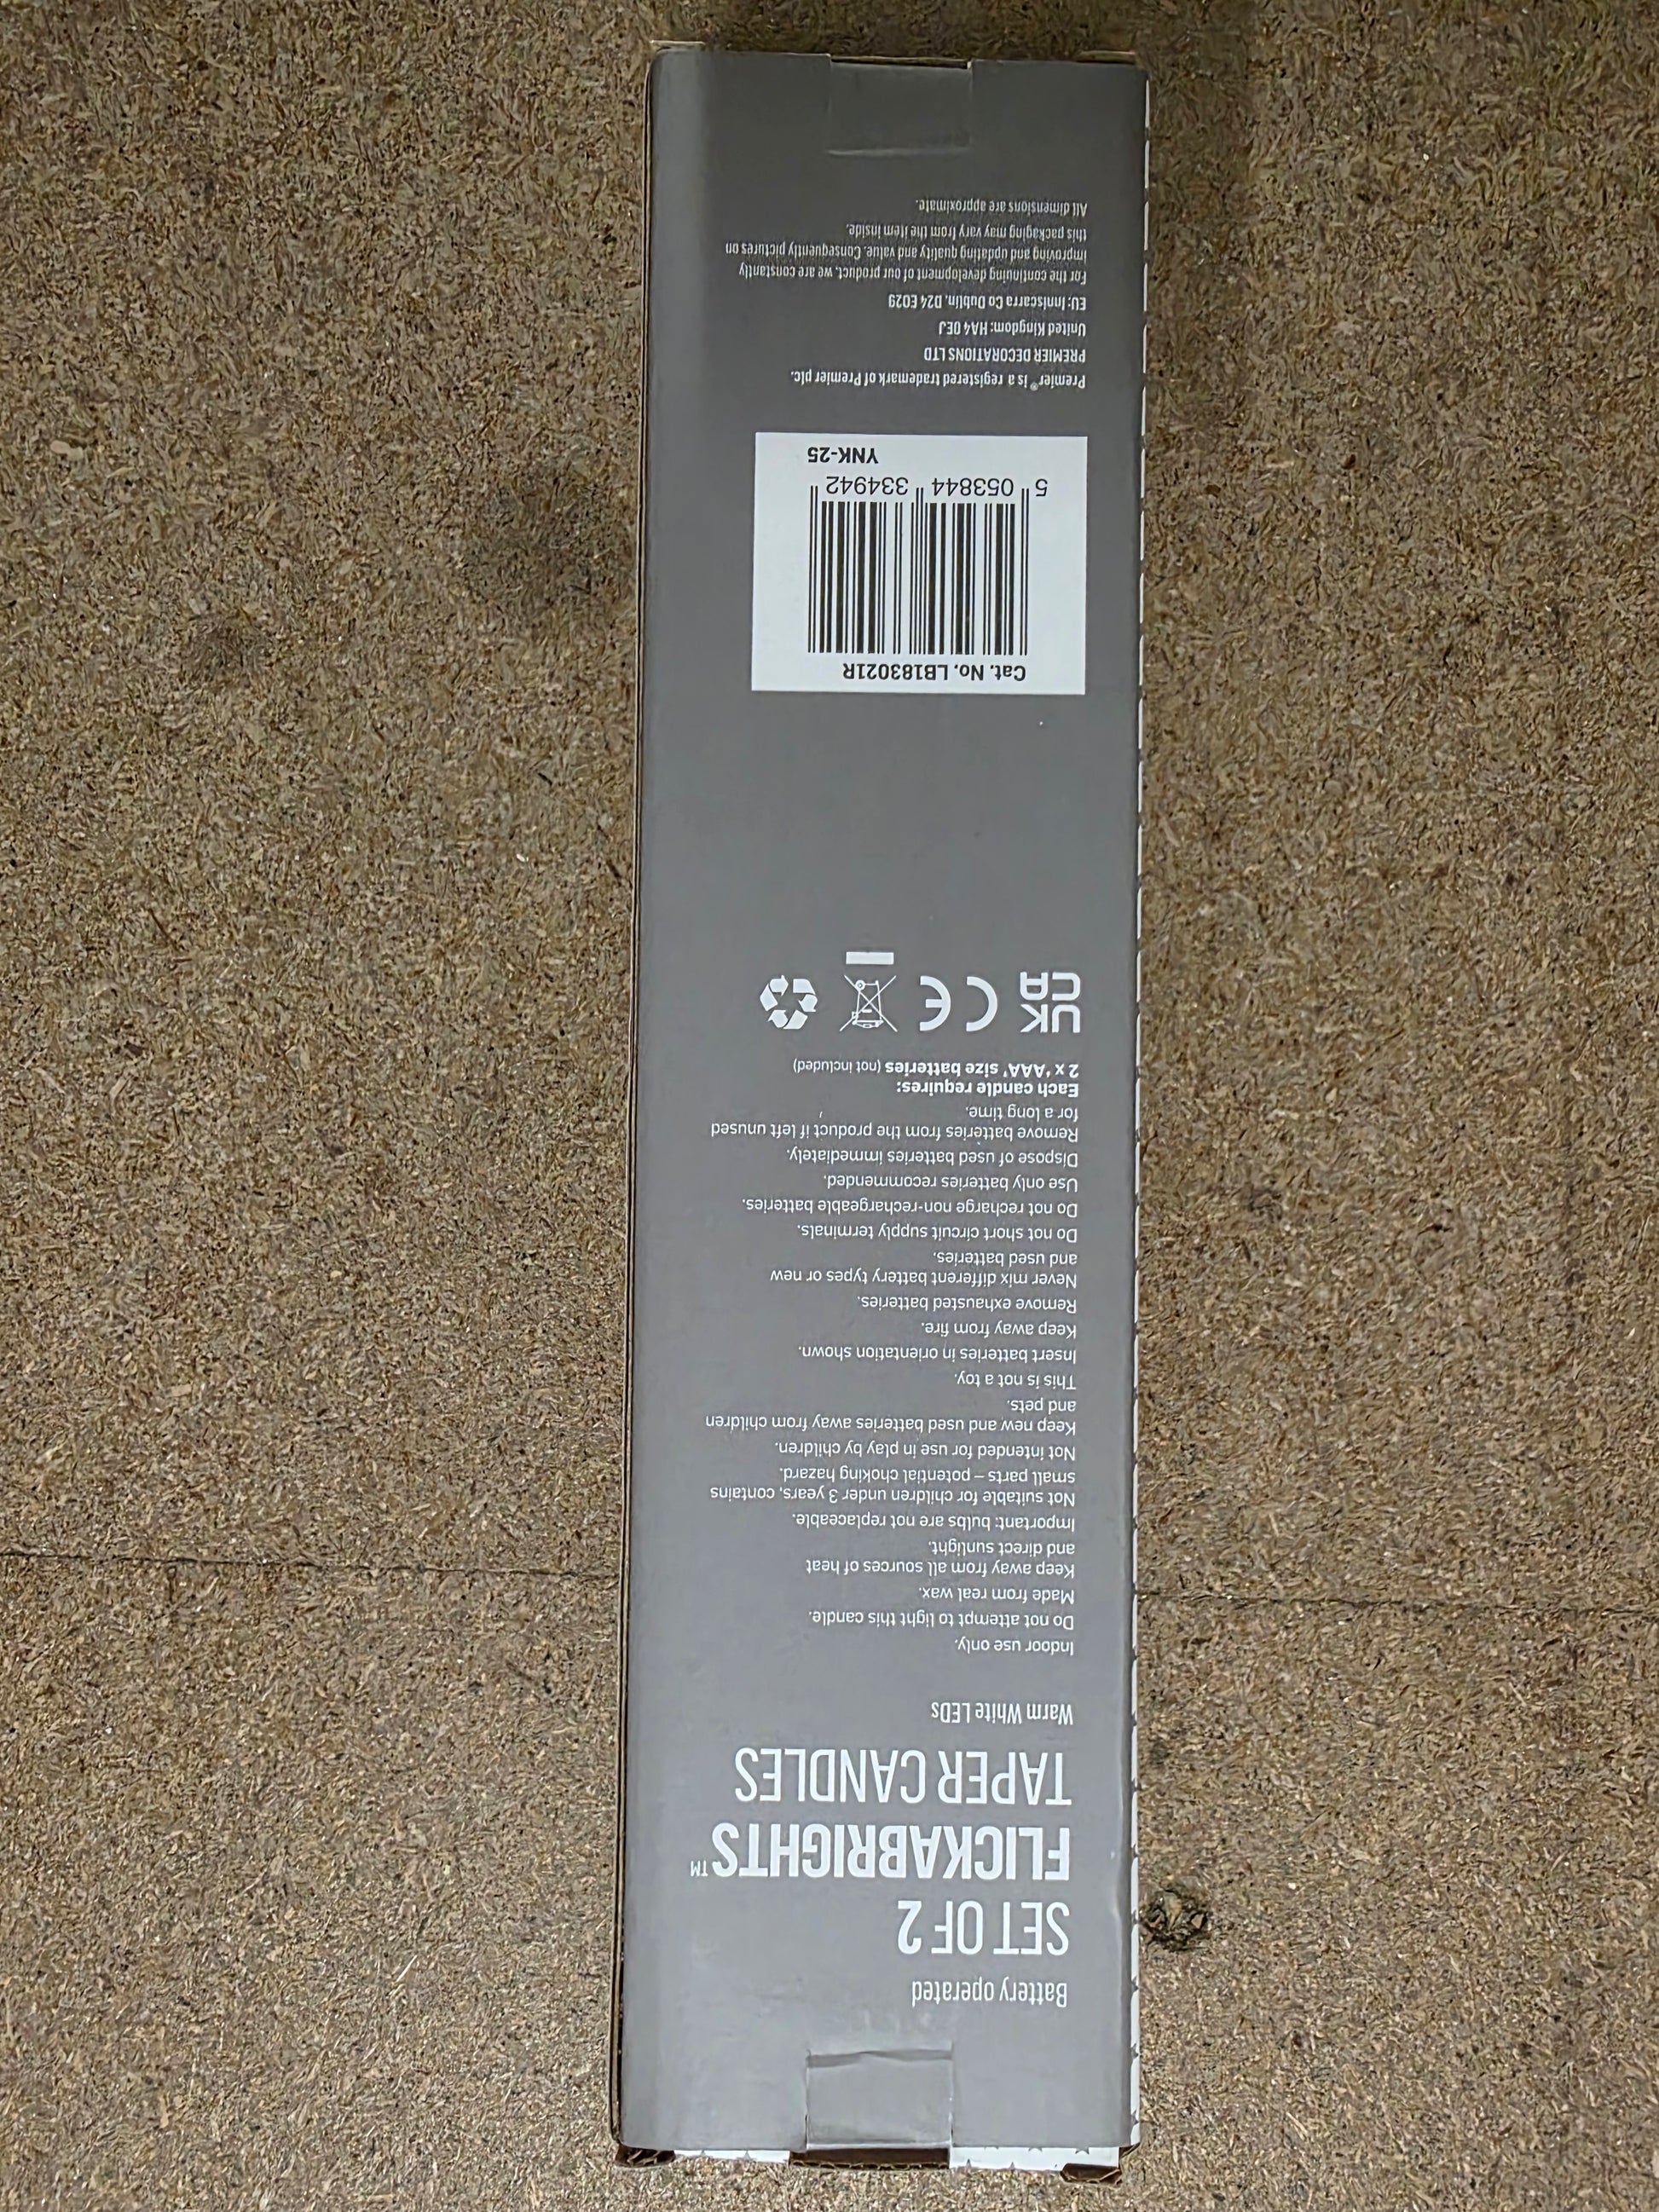 Battery operated
SET OF 2
FLICKABRIGHTS™
TAPER CANDLES
Warm White LEDs
Indoor use only.
Do not attempt to light this candle.
Made from real wax.
Keep away from all sources of heat
and direct sunlight.
Important: bulbs are not replaceable.
Not suitable for children under 3 years, contains
small parts – potential choking hazard.
Not intended for use in play by children.
Keep new and used batteries away from children
and pets.
This is not a toy.
Insert batteries in orientation shown.
Keep away from fire.
Remove exhausted batteries.
Never mix different battery types or new
and used batteries.
Do not short circuit supply terminals.
Do not recharge non-rechargeable batteries.
Use only batteries recommended.
Dispose of used batteries immediately.
Remove batteries from the product if left unused
for a long time.
Each candle requires:
2 x 'AAA' size batteries (not included)
UK
CA CE
Cat. No. LB183021R
5 053844 334942
YNK-25
Premier® is a registered trademark of Premier plc.
PREMIER DECORATIONS LTD
United Kingdom: HA4 0EJ
EU: Inniscarra Co Dublin, D24 E029
For the continuing development of our product, we are constantly
improving and updating quality and value. Consequently pictures on
this packaging may vary from the item inside.
All dimensions are approximate.